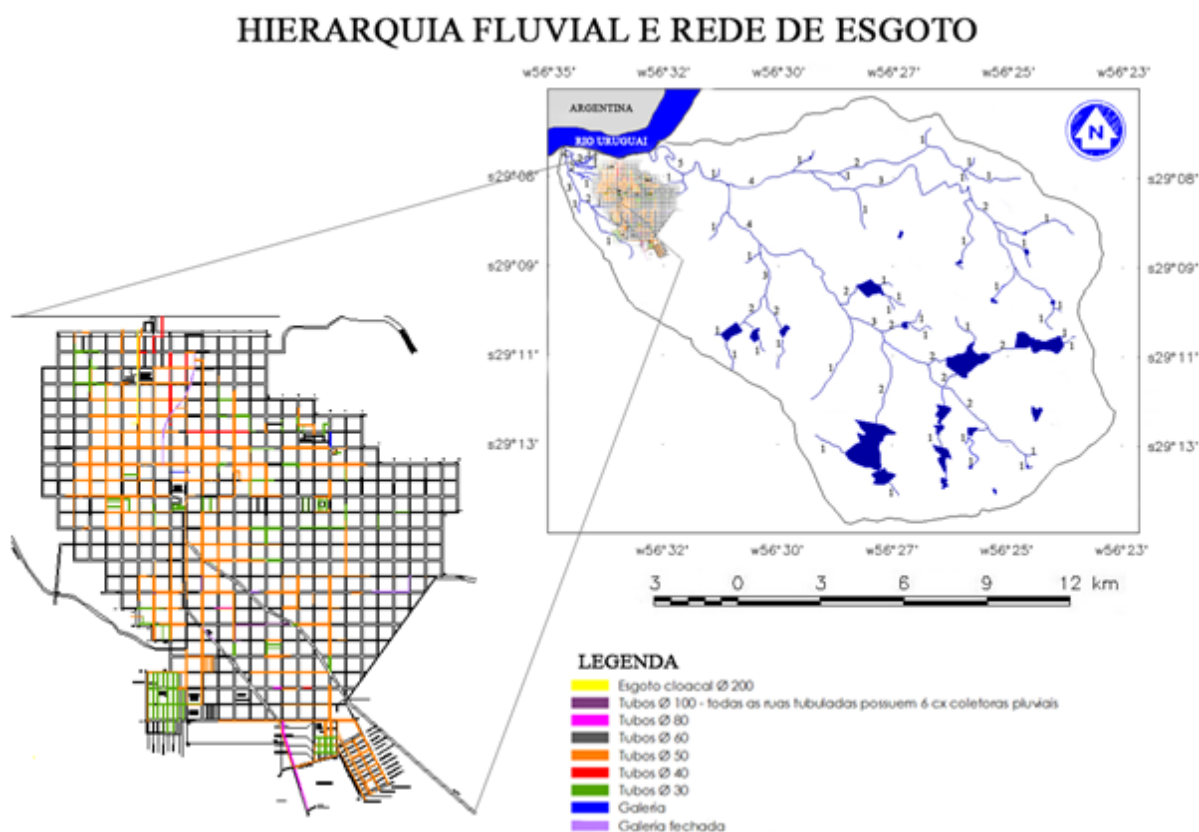 HIERARQUIA FLUVIAL E REDE DE ESGOTO
w56°35' w56°32' w56°30' w56°27' w56°25' w56°23'
ARGENTINA
RIO URUGUAI
N
s29°08' s29°08'
s29°09' s29°09'
s29°11' s29°11'
s29°13' s29°13'
w56°32' w56°30' w56°27' w56°25' w56°23'
3 0 3 6 9 12 km
LEGENDA
Esgoto cloacal Ø 200
Tubos Ø 100 - todas as ruas tubuladas possuem 6 cx coletoras pluviais
Tubos Ø 80
Tubos Ø 60
Tubos Ø 50
Tubos Ø 40
Tubos Ø 30
Galeria
Galeria fechada